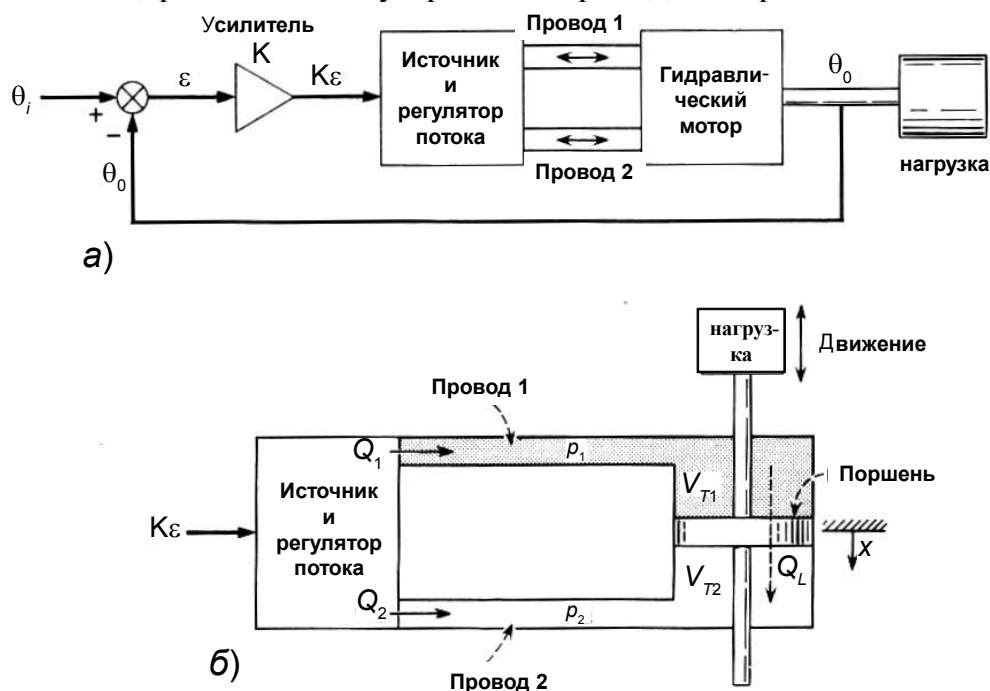 Усилитель
K
Провод 1
θi
+
−
ε
Kε
Источник
и
регулятор
потока
Гидравли-
ческий
мотор
θ0
Провод 2
нагрузка
θ0
а)
нагруз-
ка
Движение
Провод 1
Q1
p1
VT1
Поршень
Источник
и
регулятор
потока
Kε
x
VT2
QL
Q2
p2
б)
Провод 2